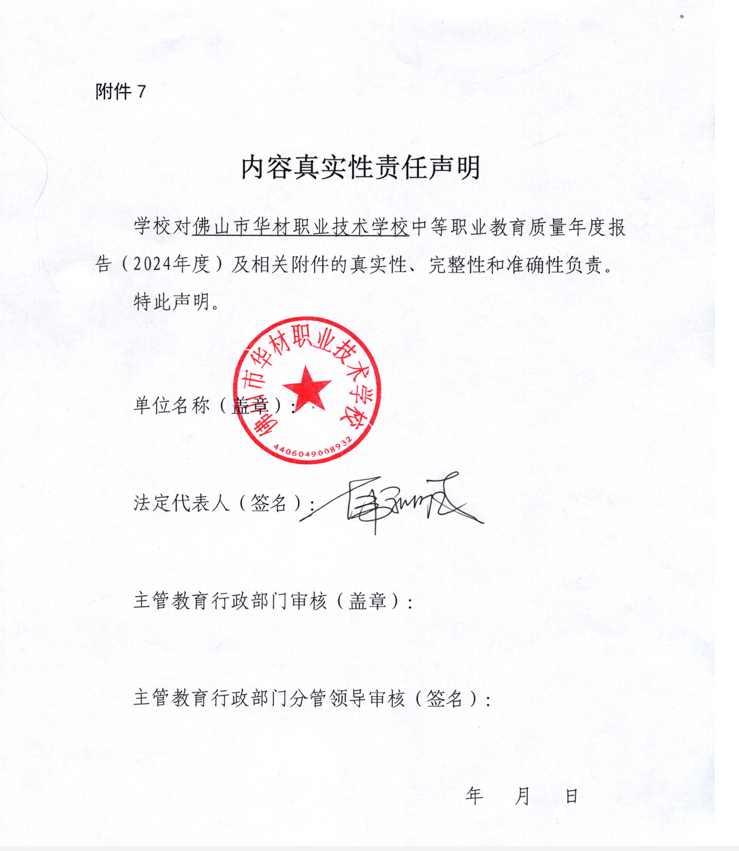 附件 7
内容真实性责任声明
学校对佛山市华材职业技术学校中等职业教育质量年度报
告（2024年度）及相关附件的真实性、完整性和准确性负责。
特此声明。
佛山市华材职业技术学校
4406049008932
单位名称（盖章）：
法定代表人（签名）：
主管教育行政部门审核（盖章）：
主管教育行政部门分管领导审核（签名）：
年 月 日